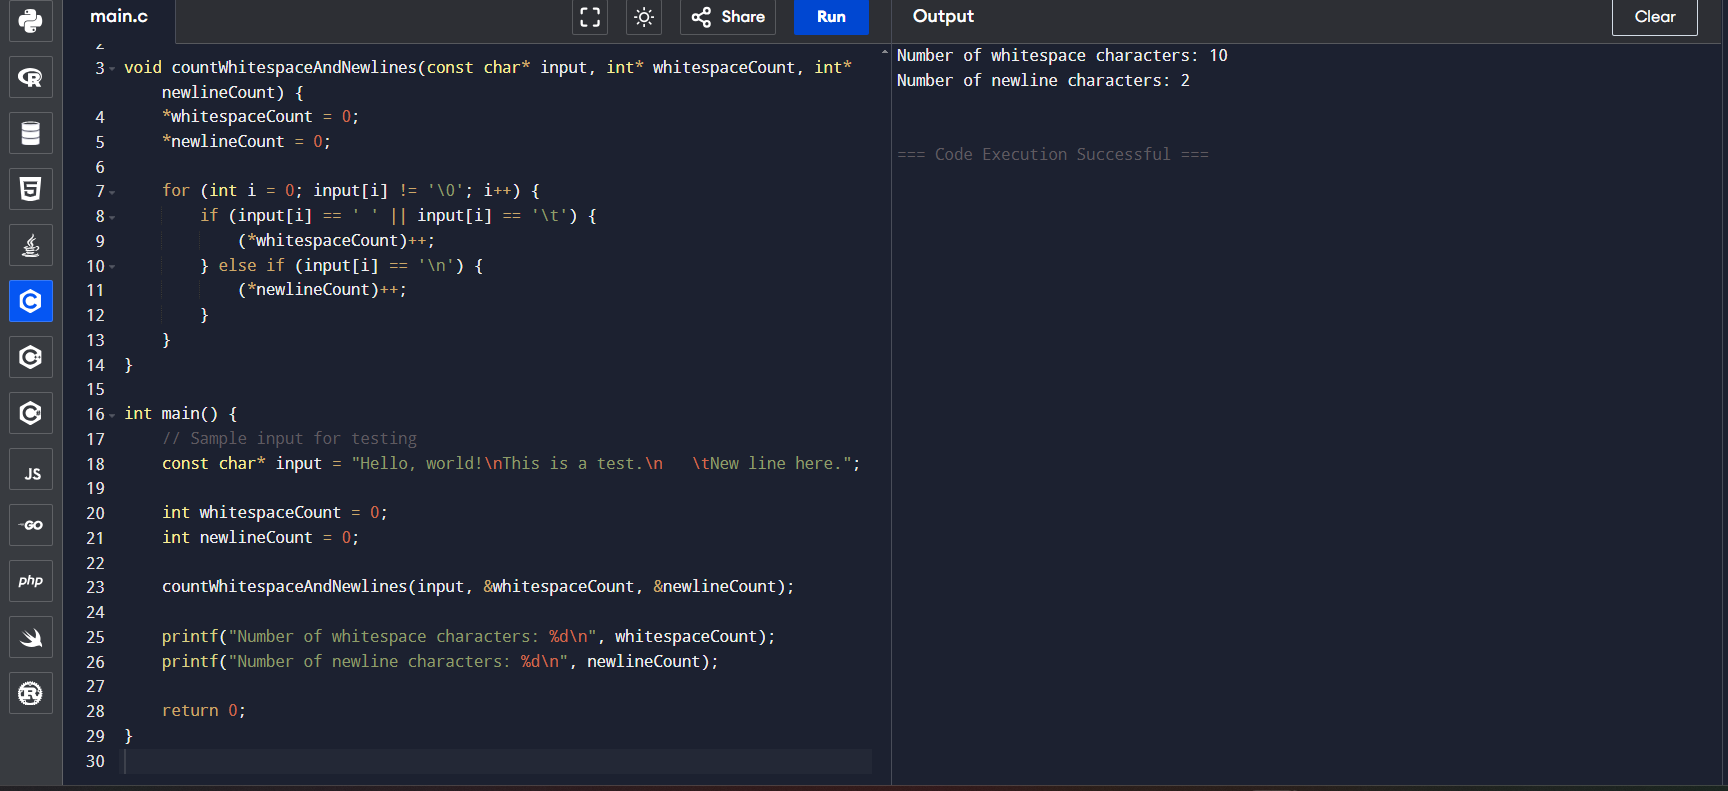 main.c
Share
Run
Output
Clear
2
3 void countWhitespaceAndNewlines(const char* input, int* whitespaceCount, int*
newlineCount) {
4 *whitespaceCount = 0;
5 *newlineCount = 0;
6
7 for (int i = 0; input[i] != '\0'; i++) {
8 if (input[i] == ' ' || input[i] == '\t') {
9 (*whitespaceCount)++;
10 } else if (input[i] == '\n') {
11 (*newlineCount)++;
12 }
13 }
14 }
15
16 int main() {
17 // Sample input for testing
18 const char* input = "Hello, world!\nThis is a test.\n   \tNew line here.";
19
20 int whitespaceCount = 0;
21 int newlineCount = 0;
22
23 countWhitespaceAndNewlines(input, &whitespaceCount, &newlineCount);
24
25 printf("Number of whitespace characters: %d\n", whitespaceCount);
26 printf("Number of newline characters: %d\n", newlineCount);
27
28 return 0;
29 }
30
Number of whitespace characters: 10
Number of newline characters: 2
=== Code Execution Successful ===
R
5
C
C
C
JS
GO
php
R